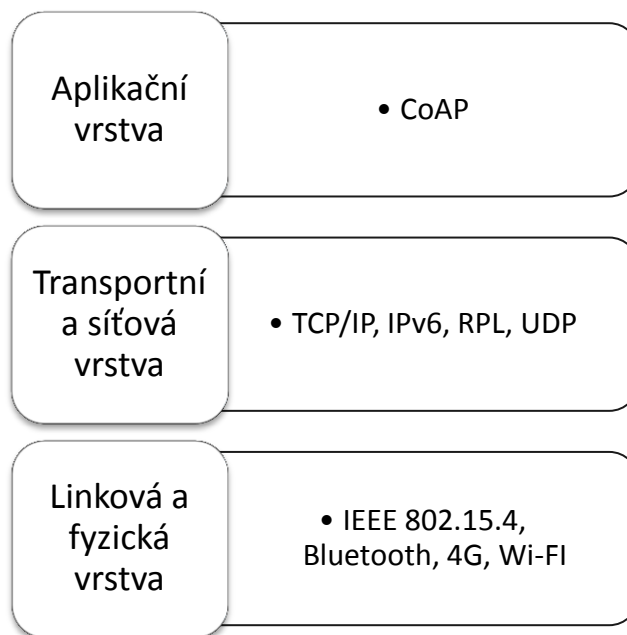 Aplikační
vrstva
• CoAP
Transportní
a síťová
vrstva
• TCP/IP, IPv6, RPL, UDP
Linková a
fyzická
vrstva
• IEEE 802.15.4,
Bluetooth, 4G, Wi-FI